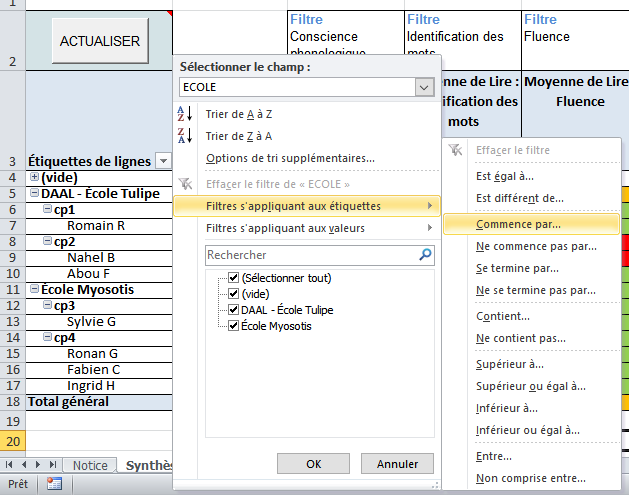 1
ACTUALISER
Filtre
Conscience
phonologique
Filtre
Identification des
mots
Filtre
Fluence
2
Sélectionner le champ :
ECOLE
Trier de A à Z
Trier de Z à A
Options de tri supplémentaires...
Effacer le filtre de « ECOLE »
Filtres s'appliquant aux étiquettes
Filtres s'appliquant aux valeurs
Rechercher
(Sélectionner tout)
(vide)
DAAL - École Tulipe
École Myosotis
OK
Annuler
nne de Lire :
ification des
mots
Moyenne de Lire
Fluence
Effacer le filtre
Est égal à...
Est différent de...
Commence par...
Ne commence pas par...
Se termine par...
Ne se termine pas par...
Contient...
Ne contient pas...
Supérieur à...
Supérieur ou égal à...
Inférieur à...
Inférieur ou égal à...
Entre...
Non comprise entre...
3 Étiquettes de lignes
4 (vide)
5 DAAL - École Tulipe
6 cp1
7 Romain R
8 cp2
9 Nahel B
10 Abou F
11 École Myosotis
12 cp3
13 Sylvie G
14 cp4
15 Ronan G
16 Fabien C
17 Ingrid H
18 Total général
19
20
Notice Synthès
Prêt